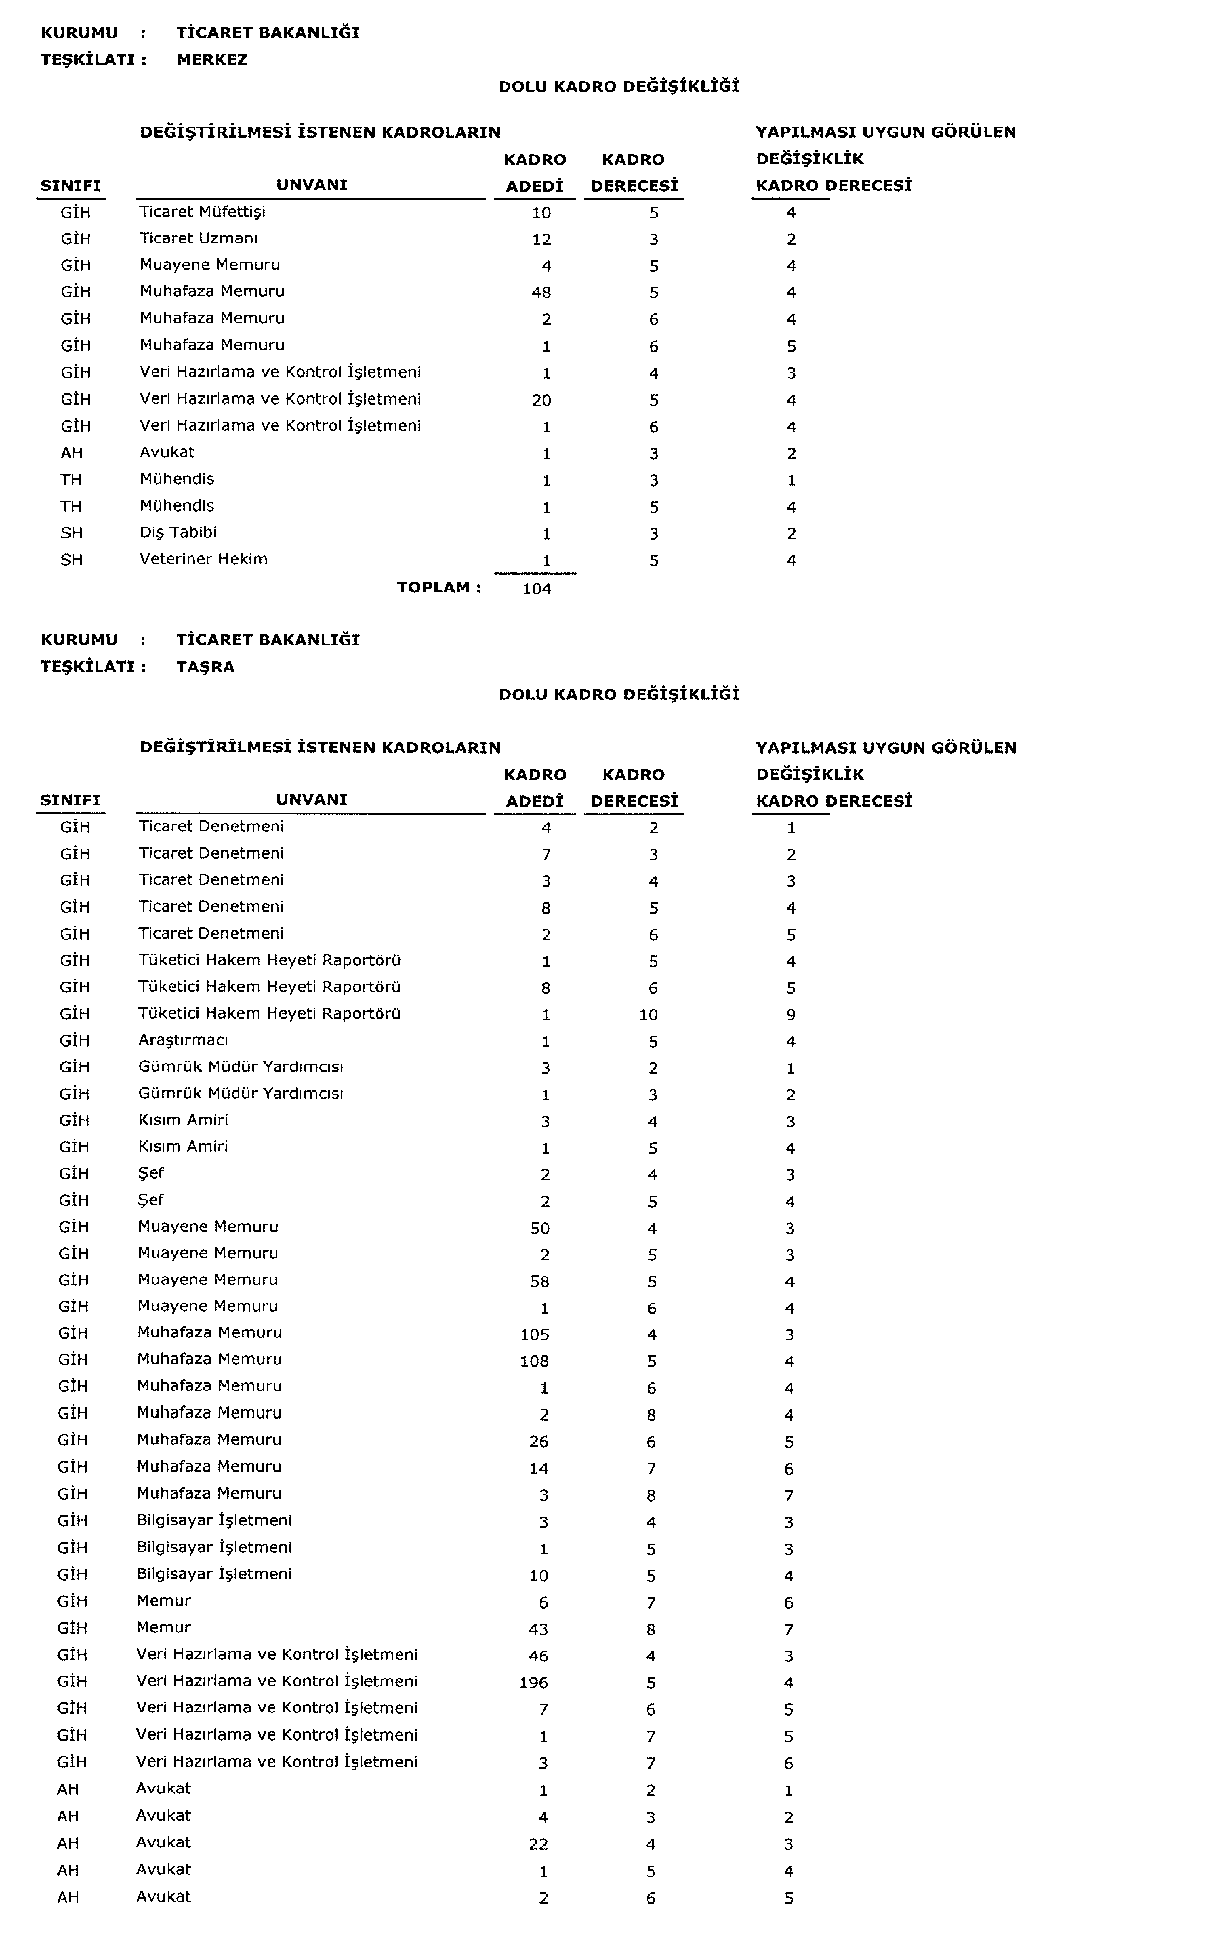 KURUMU : TİCARET BAKANLIĞI
TEŞKİLATI : MERKEZ
DOLU KADRO DEĞİŞİKLİĞİ
DEĞİŞTİRİLMESİ İSTENEN KADROLARIN YAPILMASI UYGUN GÖRÜLEN
KADRO KADRO DEĞİŞİKLİK
SINIFI UNVANI ADEDİ DERECESİ KADRO DERECESİ
GİH Ticaret Müfettişi 10 5 4
GİH Ticaret Uzmanı 12 3 2
GİH Muayene Memuru 4 5 4
GİH Muhafaza Memuru 48 5 4
GİH Muhafaza Memuru 2 6 4
GİH Muhafaza Memuru 1 6 5
GİH Veri Hazırlama ve Kontrol İşletmeni 1 4 3
GİH Veri Hazırlama ve Kontrol İşletmeni 20 5 4
GİH Veri Hazırlama ve Kontrol İşletmeni 1 6 4
AH Avukat 1 3 2
TH Mühendis 1 3 1
TH Mühendis 1 5 4
SH Diş Tabibi 1 3 2
SH Veteriner Hekim 1 5 4
TOPLAM : 104
KURUMU : TİCARET BAKANLIĞI
TEŞKİLATI : TAŞRA
DOLU KADRO DEĞİŞİKLİĞİ
DEĞİŞTİRİLMESİ İSTENEN KADROLARIN YAPILMASI UYGUN GÖRÜLEN
KADRO KADRO DEĞİŞİKLİK
SINIFI UNVANI ADEDİ DERECESİ KADRO DERECESİ
GİH Ticaret Denetmeni 4 2 1
GİH Ticaret Denetmeni 7 3 2
GİH Ticaret Denetmeni 3 4 3
GİH Ticaret Denetmeni 8 5 4
GİH Ticaret Denetmeni 2 6 5
GİH Tüketici Hakem Heyeti Raportörü 1 5 4
GİH Tüketici Hakem Heyeti Raportörü 8 6 5
GİH Tüketici Hakem Heyeti Raportörü 1 10 9
GİH Araştırmacı 1 5 4
GİH Gümrük Müdür Yardımcısı 3 2 1
GİH Gümrük Müdür Yardımcısı 1 3 2
GİH Kısım Amiri 3 4 3
GİH Kısım Amiri 1 5 4
GİH Şef 2 4 3
GİH Şef 2 5 4
GİH Muayene Memuru 50 4 3
GİH Muayene Memuru 2 5 3
GİH Muayene Memuru 58 5 4
GİH Muayene Memuru 1 6 4
GİH Muhafaza Memuru 105 4 3
GİH Muhafaza Memuru 108 5 4
GİH Muhafaza Memuru 1 6 4
GİH Muhafaza Memuru 2 8 4
GİH Muhafaza Memuru 26 6 5
GİH Muhafaza Memuru 14 7 6
GİH Muhafaza Memuru 3 8 7
GİH Bilgisayar İşletmeni 3 4 3
GİH Bilgisayar İşletmeni 1 5 3
GİH Bilgisayar İşletmeni 10 5 4
GİH Memur 6 7 6
GİH Memur 43 8 7
GİH Veri Hazırlama ve Kontrol İşletmeni 46 4 3
GİH Veri Hazırlama ve Kontrol İşletmeni 196 5 4
GİH Veri Hazırlama ve Kontrol İşletmeni 7 6 5
GİH Veri Hazırlama ve Kontrol İşletmeni 1 7 5
GİH Veri Hazırlama ve Kontrol İşletmeni 3 7 6
AH Avukat 1 2 1
AH Avukat 4 3 2
AH Avukat 22 4 3
AH Avukat 1 5 4
AH Avukat 2 6 5